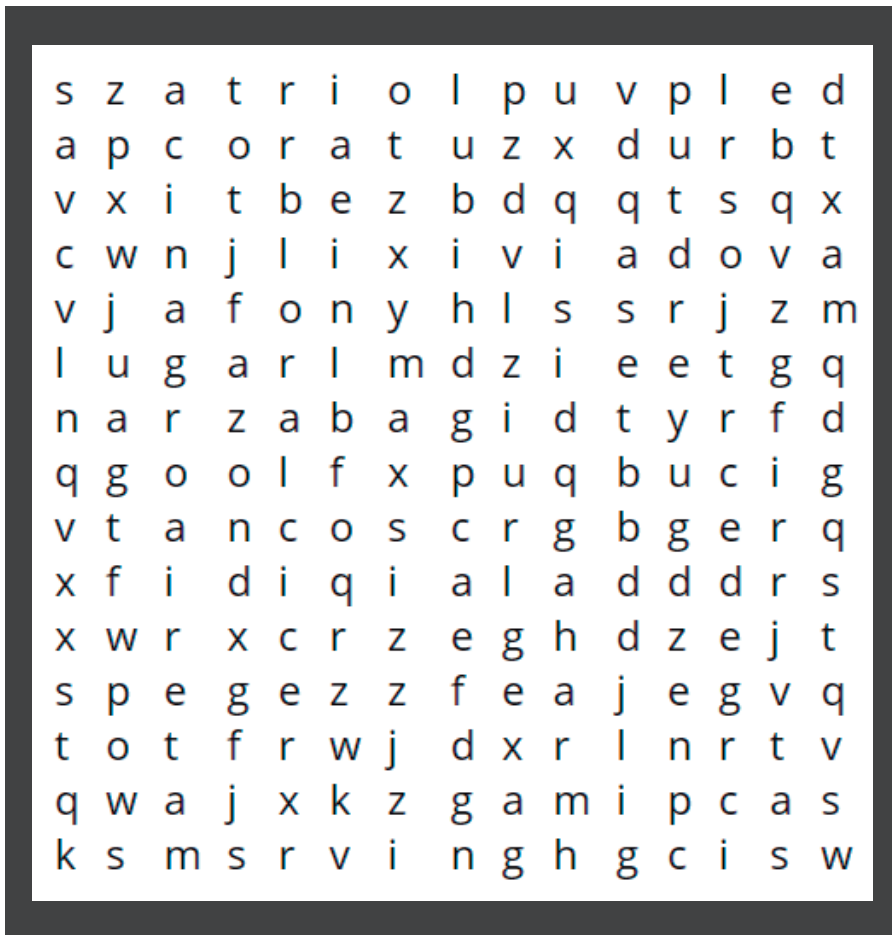 s z a t r i o l p u v p l e d
a p c o r a t u z x d u r b t
v x i t b e z b d q q t s q x
c w n j l i x i v i a d o v a
v j a f o n y h l s s r j z m
l u g a r l m d z i e e t g q
n a r z a b a g i d t y r f d
q g o o l f x p u q b u c i g
v t a n c o s c r g b g e r q
x f i d i q i a l a d d d r s
x w r x c r z e g h d z e j t
s p e g e z z f e a j e g v q
t o t f r w j d x r l n r t v
q w a j x k z g a m i p c a s
k s m s r v i n g h g c i s w